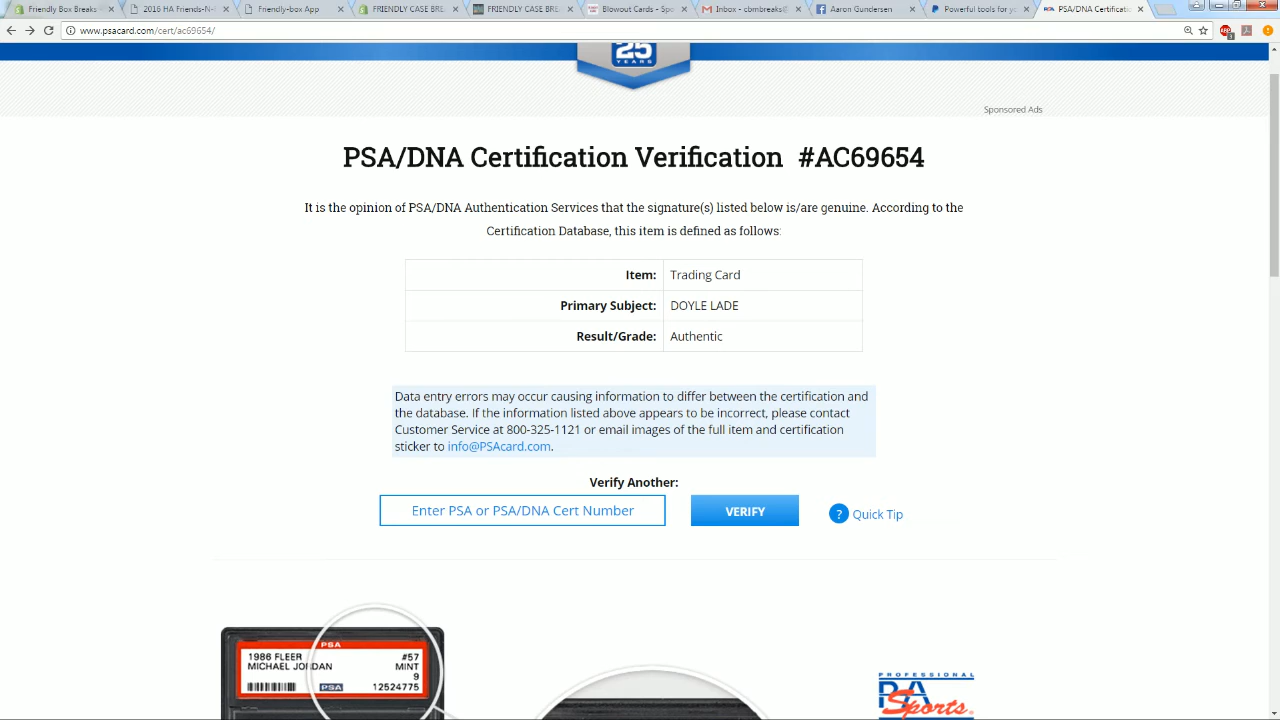 Friendly Box Breaks
2016 HA Friends-N-
Friendly-box App
FRIENDLY CASE BRE
FRIENDLY CASE BRE
Blowout Cards - Spo
Inbox - cbmbreaks@
Aaron Gundersen
Powerful tools for yo
PSA/DNA Certificatio
www.psacard.com/cert/ac69654/
25
YEARS
Sponsored Ads
PSA/DNA Certification Verification #AC69654
It is the opinion of PSA/DNA Authentication Services that the signature(s) listed below is/are genuine. According to the
Certification Database, this item is defined as follows:
Item: Trading Card
Primary Subject: DOYLE LADE
Result/Grade: Authentic
Data entry errors may occur causing information to differ between the certification and
the database. If the information listed above appears to be incorrect, please contact
Customer Service at 800-325-1121 or email images of the full item and certification
sticker to info@PSAcard.com.
Verify Another:
Enter PSA or PSA/DNA Cert Number
VERIFY
? Quick Tip
PSA
1986 FLEER #57
MICHAEL JORDAN MINT
9
PSA 12524775
PROFESSIONAL
PSA
Sports